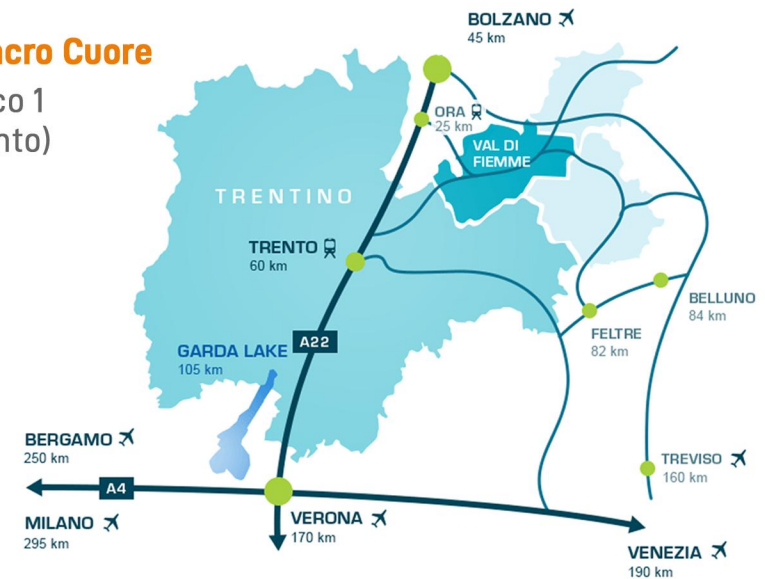 BOLZANO
45 km
cro Cuore
co 1
nto)
ORA
25 km
VAL DI
FIEMME
TRENTINO
TRENTO
60 km
BELLUNO
84 km
FELTRE
82 km
A22
GARDA LAKE
105 km
BERGAMO
250 km
A4
TREVISO
160 km
MILANO
295 km
VERONA
170 km
VENEZIA
190 km